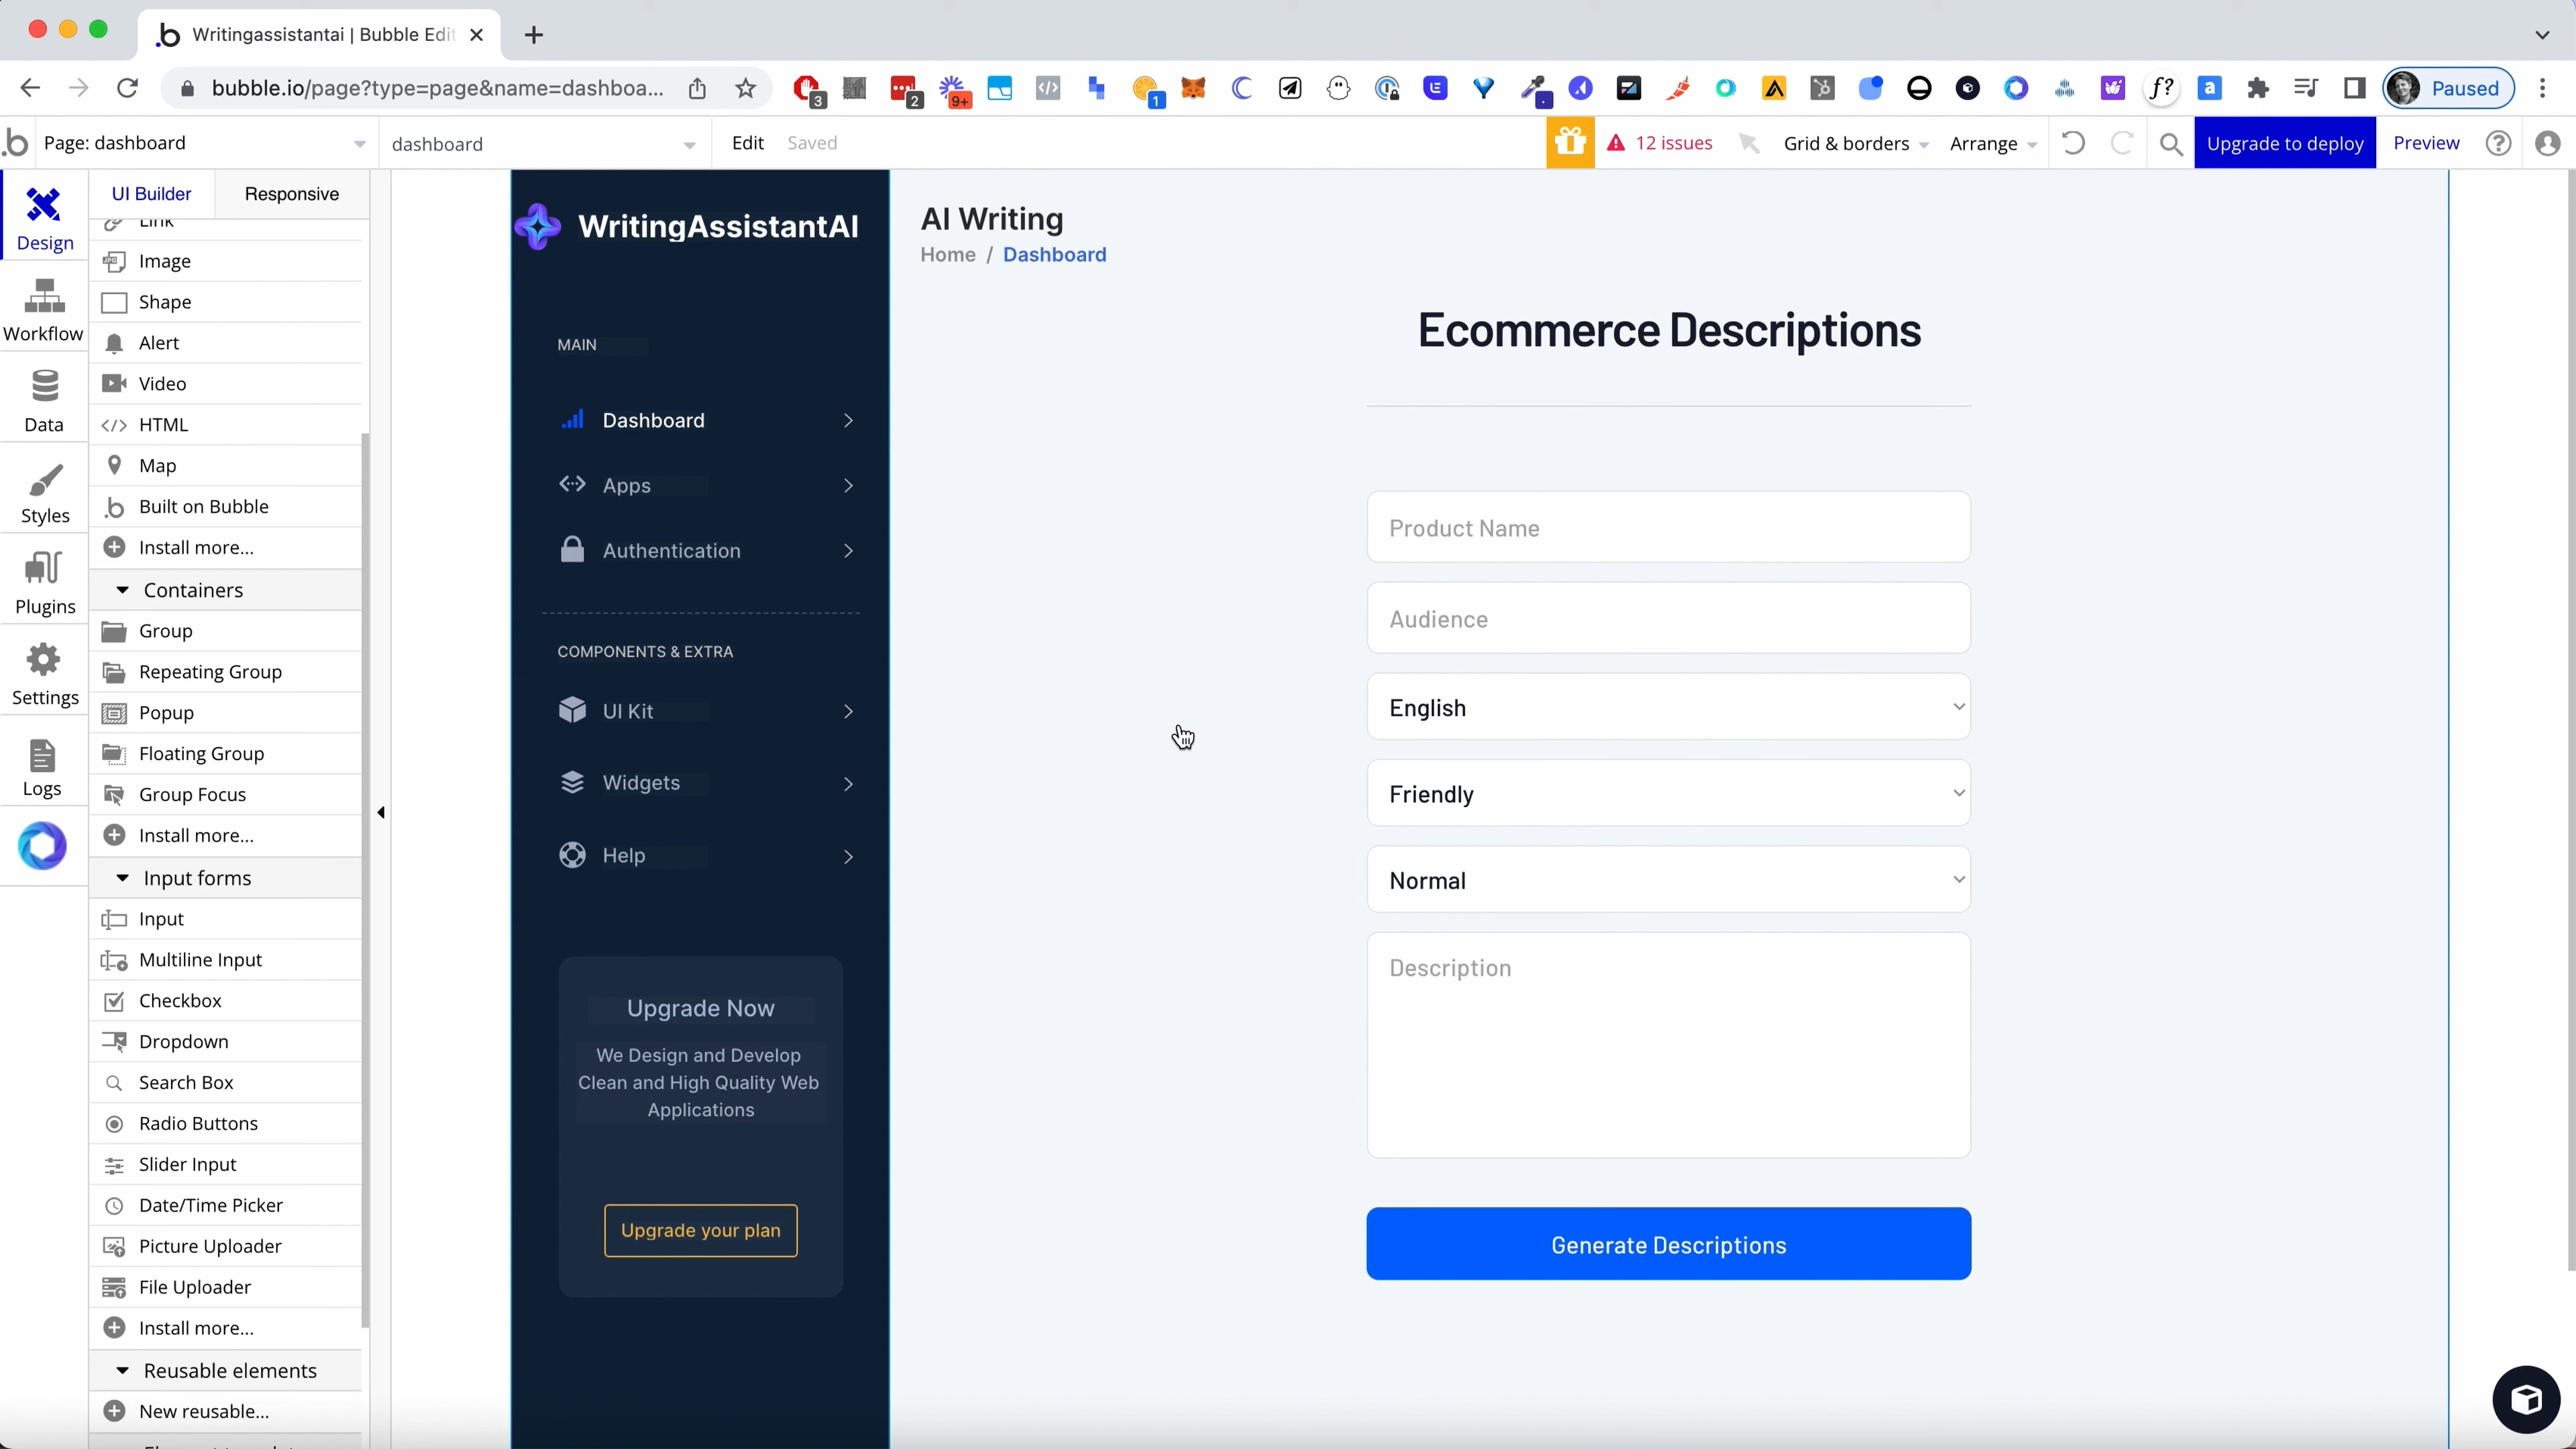 Writingassistantai | Bubble Edit
bubble.io/page?type=page&name=dashboa...
3
2
9+
1
f?
a
Paused
Page: dashboard
dashboard
Edit
Saved
12 issues
Grid & borders
Arrange
Upgrade to deploy
Preview
UI Builder
Responsive
Design
Workflow
Data
Styles
Plugins
Settings
Logs
Link
Image
Shape
Alert
Video
HTML
Map
Built on Bubble
Install more...
Containers
Group
Repeating Group
Popup
Floating Group
Group Focus
Install more...
Input forms
Input
Multiline Input
Checkbox
Dropdown
Search Box
Radio Buttons
Slider Input
Date/Time Picker
Picture Uploader
File Uploader
Install more...
Reusable elements
New reusable...
WritingAssistantAI
MAIN
Dashboard
Apps
Authentication
COMPONENTS & EXTRA
UI Kit
Widgets
Help
Upgrade Now
We Design and Develop
Clean and High Quality Web
Applications
Upgrade your plan
AI Writing
Home / Dashboard
Ecommerce Descriptions
Product Name
Audience
English
Friendly
Normal
Description
Generate Descriptions